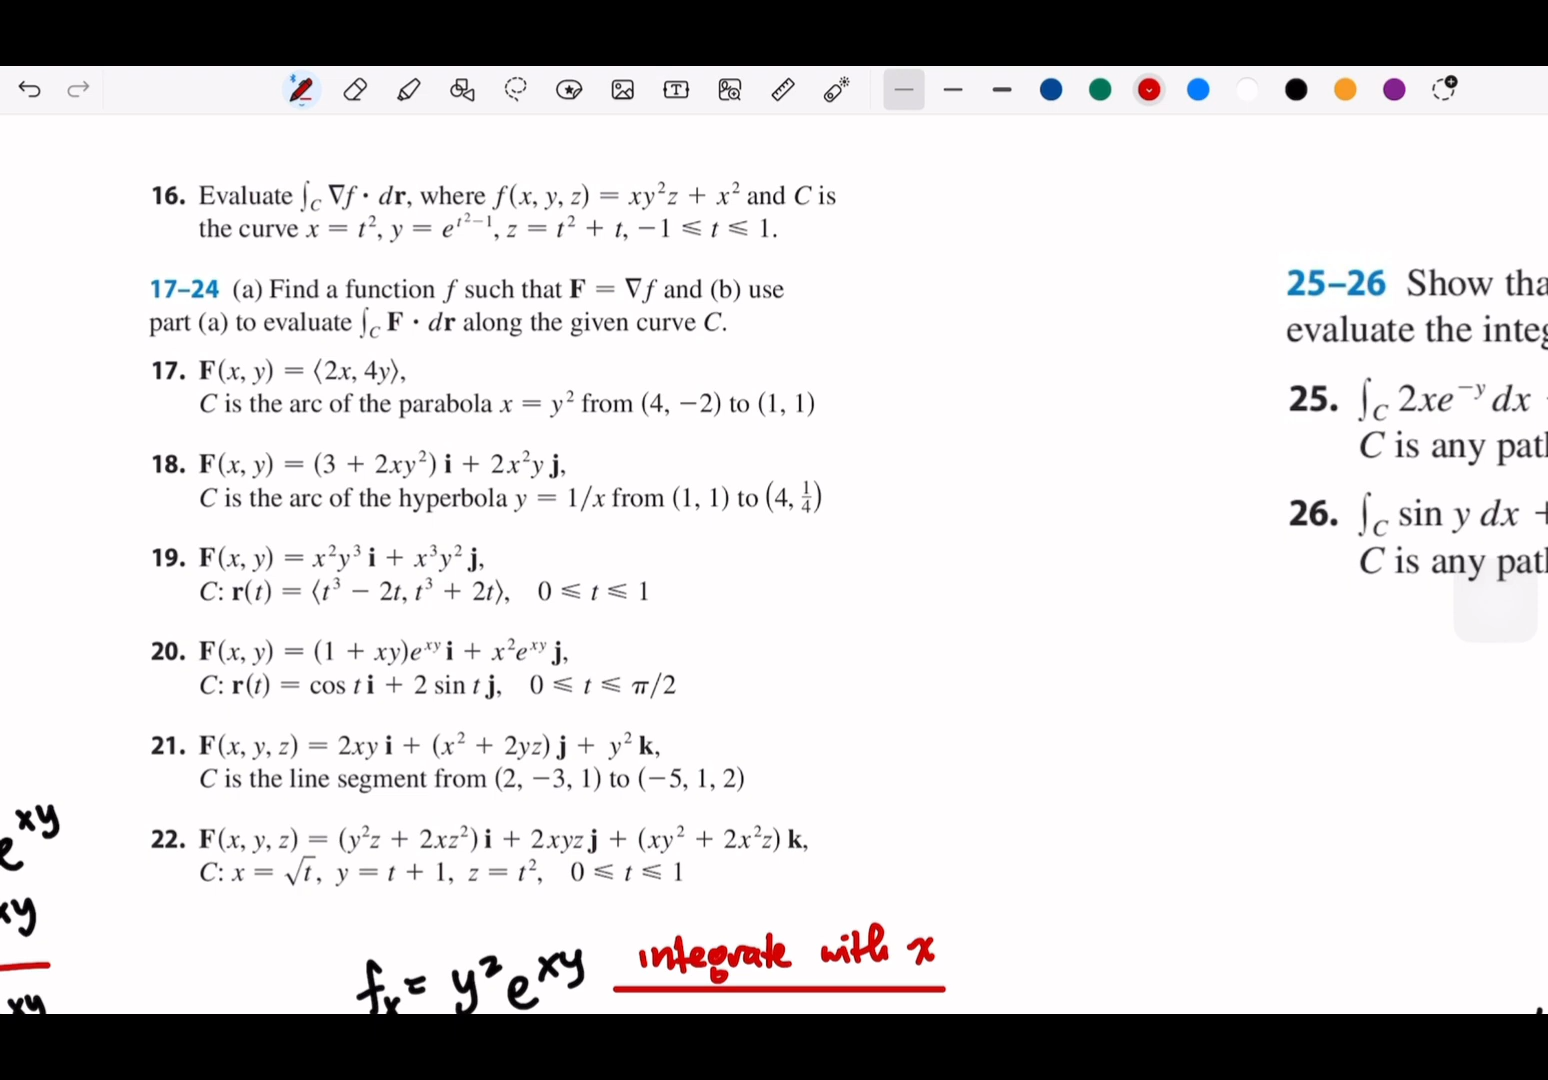 16. Evaluate ∫_C ∇f · dr, where f(x, y, z) = xy²z + x² and C is
the curve x = t², y = e^(t²−1), z = t² + t, −1 ⩽ t ⩽ 1.
17–24 (a) Find a function f such that F = ∇f and (b) use
part (a) to evaluate ∫_C F · dr along the given curve C.
17. F(x, y) = ⟨2x, 4y⟩,
C is the arc of the parabola x = y² from (4, −2) to (1, 1)
18. F(x, y) = (3 + 2xy²) i + 2x²y j,
C is the arc of the hyperbola y = 1/x from (1, 1) to (4, 1/4)
19. F(x, y) = x²y³ i + x³y² j,
C: r(t) = ⟨t³ − 2t, t³ + 2t⟩, 0 ⩽ t ⩽ 1
20. F(x, y) = (1 + xy)e^(xy) i + x²e^(xy) j,
C: r(t) = cos t i + 2 sin t j, 0 ⩽ t ⩽ π/2
21. F(x, y, z) = 2xy i + (x² + 2yz) j + y² k,
C is the line segment from (2, −3, 1) to (−5, 1, 2)
22. F(x, y, z) = (y²z + 2xz²) i + 2xyz j + (xy² + 2x²z) k,
C: x = √t, y = t + 1, z = t², 0 ⩽ t ⩽ 1
25–26 Show tha
evaluate the integ
25. ∫_C 2xe^(−y) dx
C is any path
26. ∫_C sin y dx +
C is any path
e^xy
xy
xy
f_x = y²e^xy integrate with x